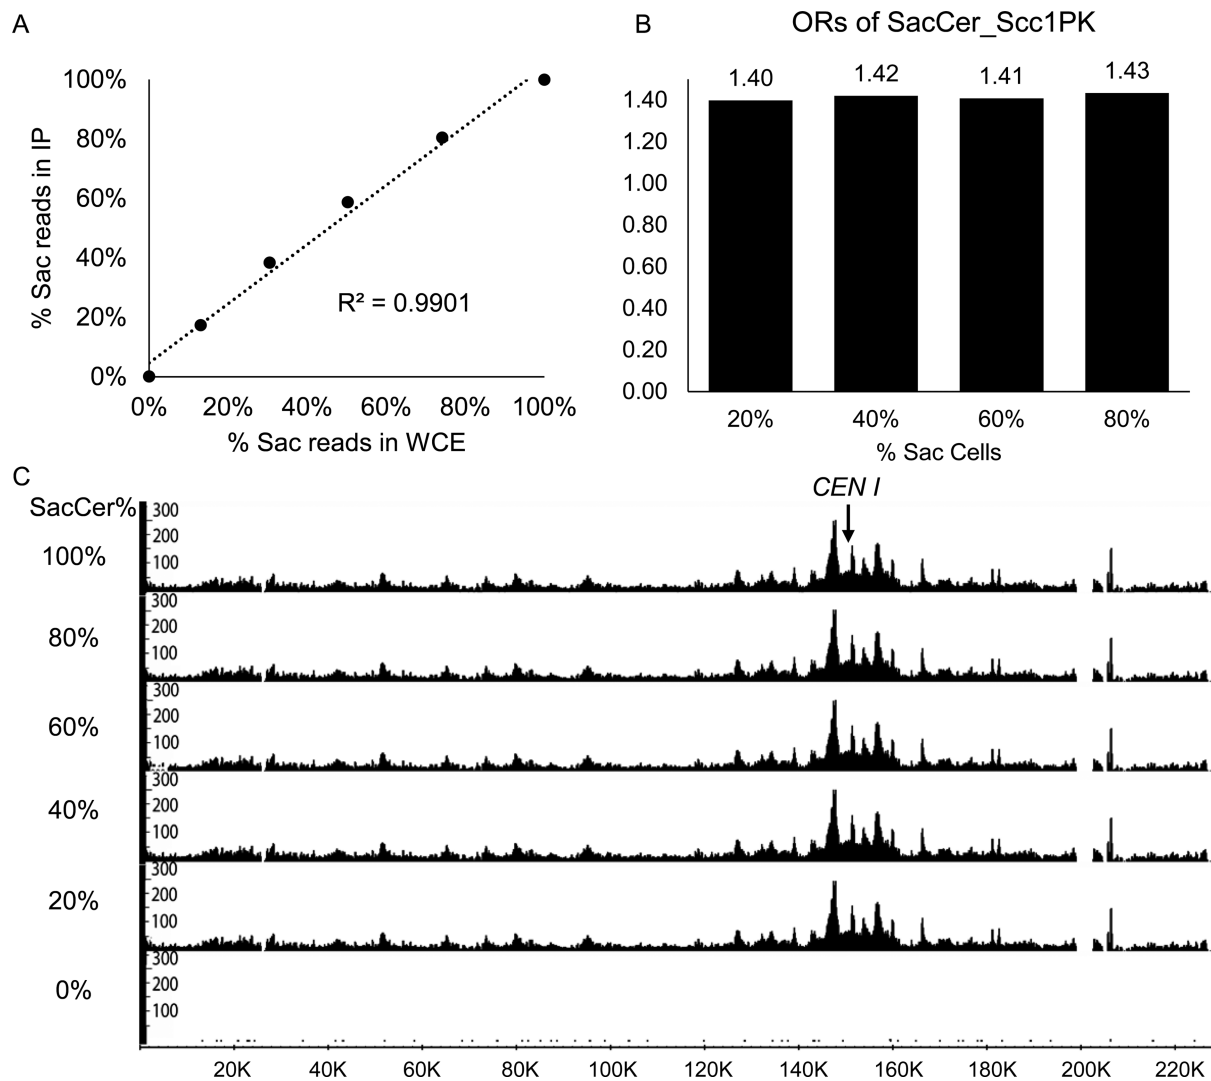 A
100%
80%
60%
40%
20%
0%
% Sac reads in IP
R² = 0.9901
0% 20% 40% 60% 80% 100%
% Sac reads in WCE
B
ORs of SacCer_Scc1PK
1.40 1.42 1.41 1.43
1.40
1.20
1.00
0.80
0.60
0.40
0.20
0.00
20% 40% 60% 80%
% Sac Cells
C
CEN I
SacCer%
100%
300
200
100
80%
300
200
100
60%
300
200
100
40%
300
200
100
20%
300
200
100
0%
300
200
100
20K 40K 60K 80K 100K 120K 140K 160K 180K 200K 220K